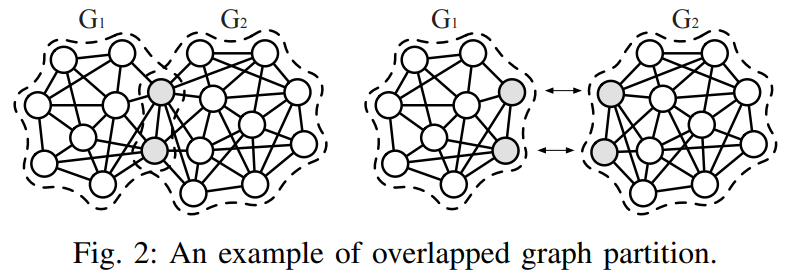 G1 G2 G1 G2
Fig. 2: An example of overlapped graph partition.